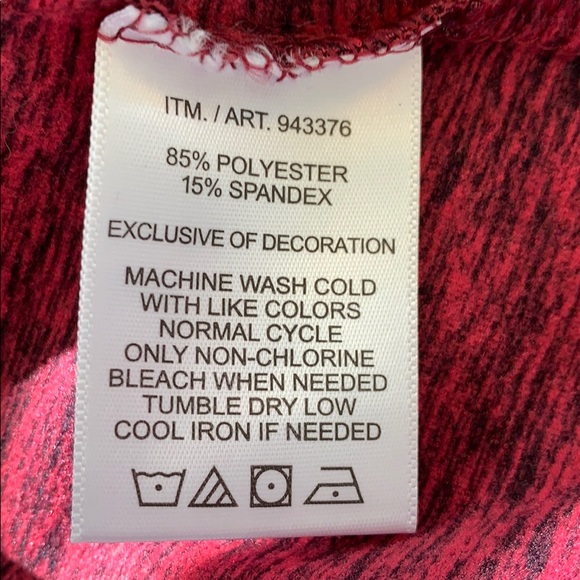 ITM. / ART. 943376
85% POLYESTER
15% SPANDEX
EXCLUSIVE OF DECORATION
MACHINE WASH COLD
WITH LIKE COLORS
NORMAL CYCLE
ONLY NON-CHLORINE
BLEACH WHEN NEEDED
TUMBLE DRY LOW
COOL IRON IF NEEDED